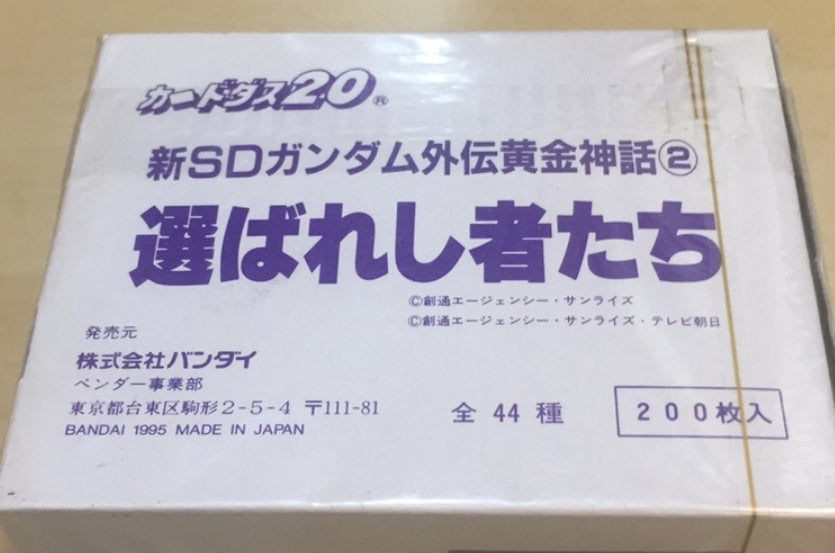 カードダス20®
新SDガンダム外伝黄金神話②
選ばれし者たち
©創通エージェンシー・サンライズ
©創通エージェンシー・サンライズ・テレビ朝日
発売元
株式会社バンダイ
ベンダー事業部
東京都台東区駒形2-5-4 〒111-81
BANDAI 1995 MADE IN JAPAN
全 44 種
200枚入